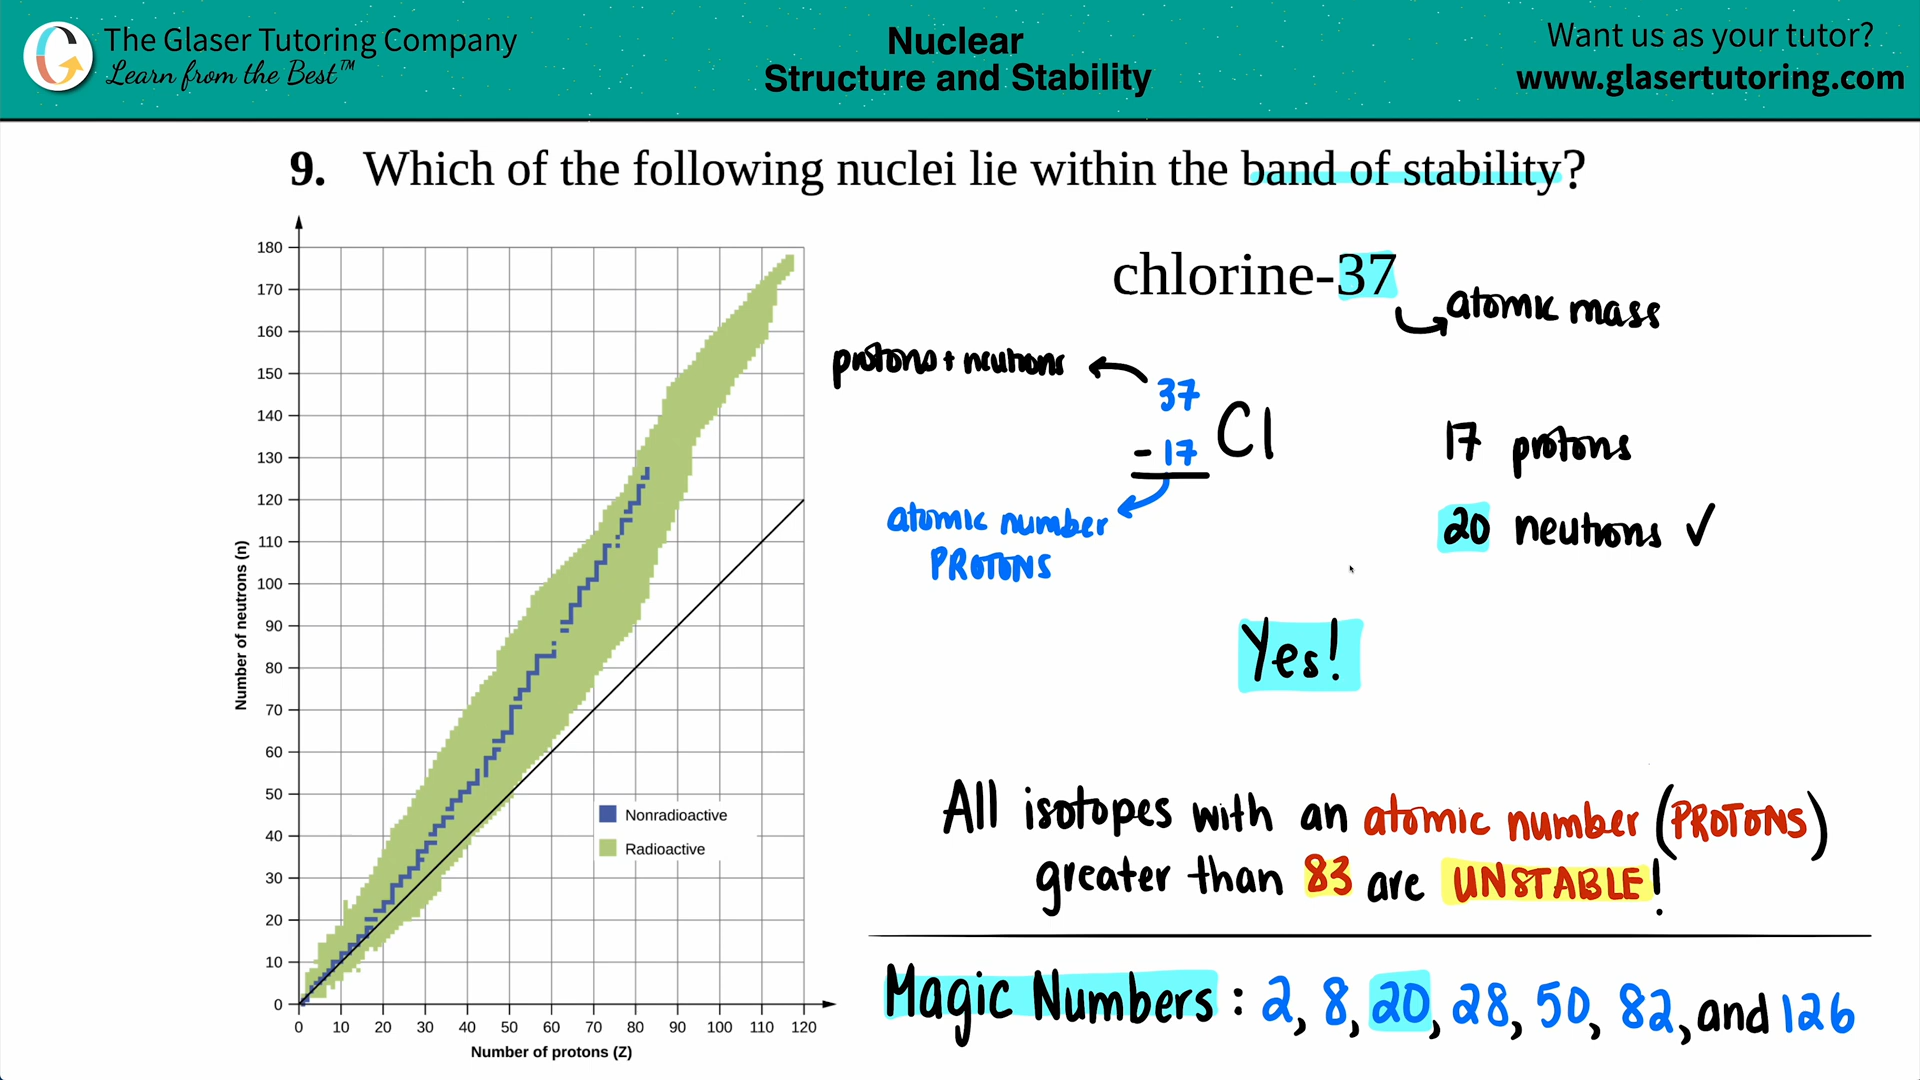 The Glaser Tutoring Company
Learn from the Best™
Nuclear
Structure and Stability
Want us as your tutor?
www.glasertutoring.com
9. Which of the following nuclei lie within the band of stability?
180
170
160
150
140
130
120
110
100
90
80
70
60
50
40
30
20
10
0
Number of neutrons (n)
0 10 20 30 40 50 60 70 80 90 100 110 120
Number of protons (Z)
Nonradioactive
Radioactive
chlorine-37
atomic mass
protons + neutrons
37
- 17 Cl
atomic number
PROTONS
17 protons
20 neutrons ✓
Yes!
All isotopes with an atomic number (PROTONS)
greater than 83 are UNSTABLE!
Magic Numbers : 2, 8, 20, 28, 50, 82, and 126